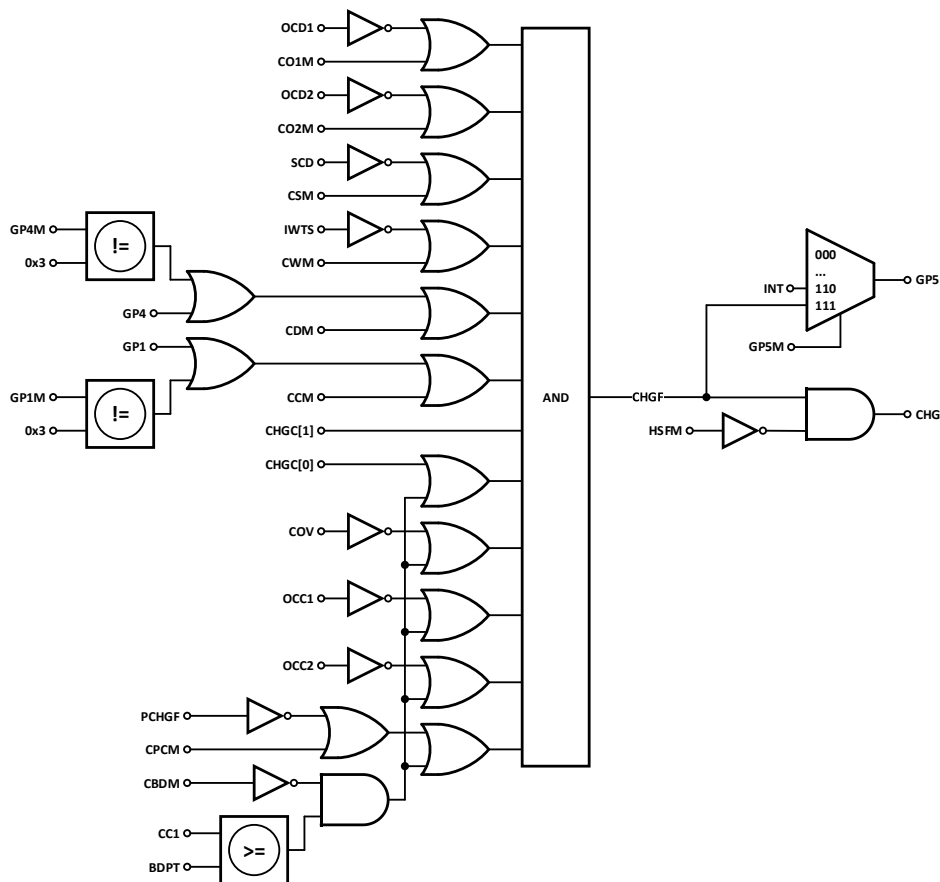 OCD1
CO1M
OCD2
CO2M
SCD
CSM
IWTS
CWM
GP4M
!=
0x3
GP4
CDM
GP1
GP1M
!=
0x3
CCM
CHGC[1]
CHGC[0]
COV
OCC1
OCC2
PCHGF
CPCM
CBDM
CC1
>=
BDPT
AND
CHGF
HSFM
000
...
110
111
INT
GP5M
GP5
CHG